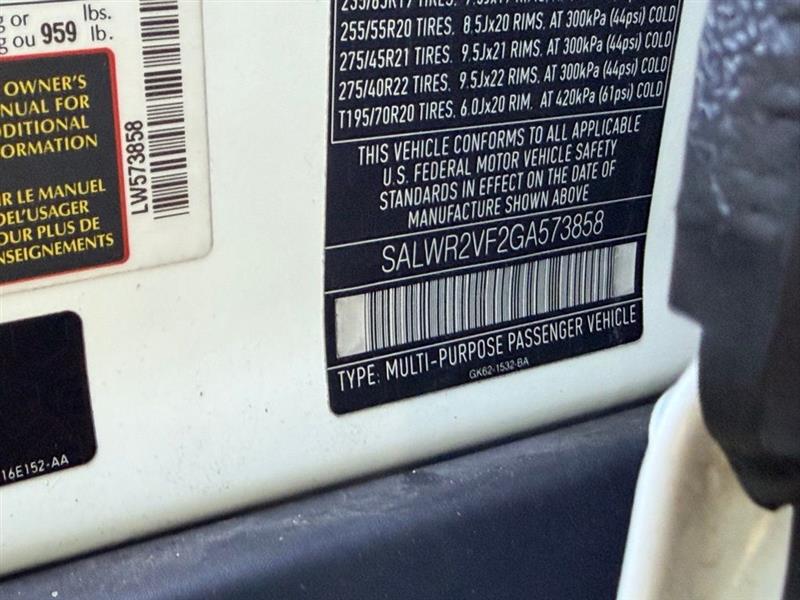 lbs.
ou 959 lb.
OWNER'S
NUAL FOR
DDITIONAL
ORMATION
R LE MANUEL
DEL'USAGER
OUR PLUS DE
NSEIGNEMENTS
LW573858
16E152-AA
255/55R20 TIRES. 8.5Jx20 RIMS. AT 300kPa (44psi) COLD
275/45R21 TIRES. 9.5Jx21 RIMS. AT 300kPa (44psi) COLD
275/40R22 TIRES. 9.5Jx22 RIMS. AT 300kPa (44psi) COLD
T195/70R20 TIRES. 6.0Jx20 RIM. AT 420kPa (61psi) COLD
THIS VEHICLE CONFORMS TO ALL APPLICABLE
U.S. FEDERAL MOTOR VEHICLE SAFETY
STANDARDS IN EFFECT ON THE DATE OF
MANUFACTURE SHOWN ABOVE
SALWR2VF2GA573858
TYPE: MULTI-PURPOSE PASSENGER VEHICLE
GK62-1532-BA